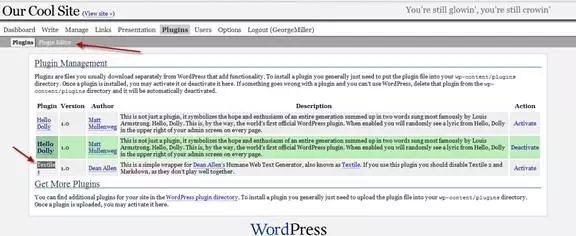 Our Cool Site (View site »)
You're still glowin', you're still crowin'
Dashboard Write Manage Links Presentation Plugins Users Options Logout (GeorgeMiller)
Plugins Plugin Editor
Plugin Management
Plugins are files you usually download separately from WordPress that add functionality. To install a plugin you generally just need to put the plugin file into your wp-content/plugins
directory. Once a plugin is installed, you may activate it or deactivate it here. If something goes wrong with a plugin and you can't use WordPress, delete that plugin from the
wp-content/plugins directory and it will be automatically deactivated.
Plugin Version Author Description Action
Hello Dolly 1.0 Matt Mullenweg This is not just a plugin, it symbolizes the hope and enthusiasm of an entire generation summed up in two words sung most famously by Louis
Armstrong. Hello, Dolly. This is, by the way, the world's first official WordPress plugin. When enabled you will randomly see a lyric from Hello, Dolly
in the upper right of your admin screen on every page. Activate
Hello Dolly 1.0 Matt Mullenweg This is not just a plugin, it symbolizes the hope and enthusiasm of an entire generation summed up in two words sung most famously by Louis
Armstrong. Hello, Dolly. This is, by the way, the world's first official WordPress plugin. When enabled you will randomly see a lyric from Hello, Dolly
in the upper right of your admin screen on every page. Deactivate
Textile 1 1.0 Dean Allen This is a simple wrapper for Dean Allen's Humane Web Text Generator, also known as Textile. If you use this plugin you should disable Textile 2 and
Markdown, as they don't play well together. Activate
Get More Plugins
You can find additional plugins for your site in the WordPress plugin directory. To install a plugin you generally just need to upload the plugin file into your wp-content/plugins directory.
Once a plugin is uploaded, you may activate it here.
WordPress